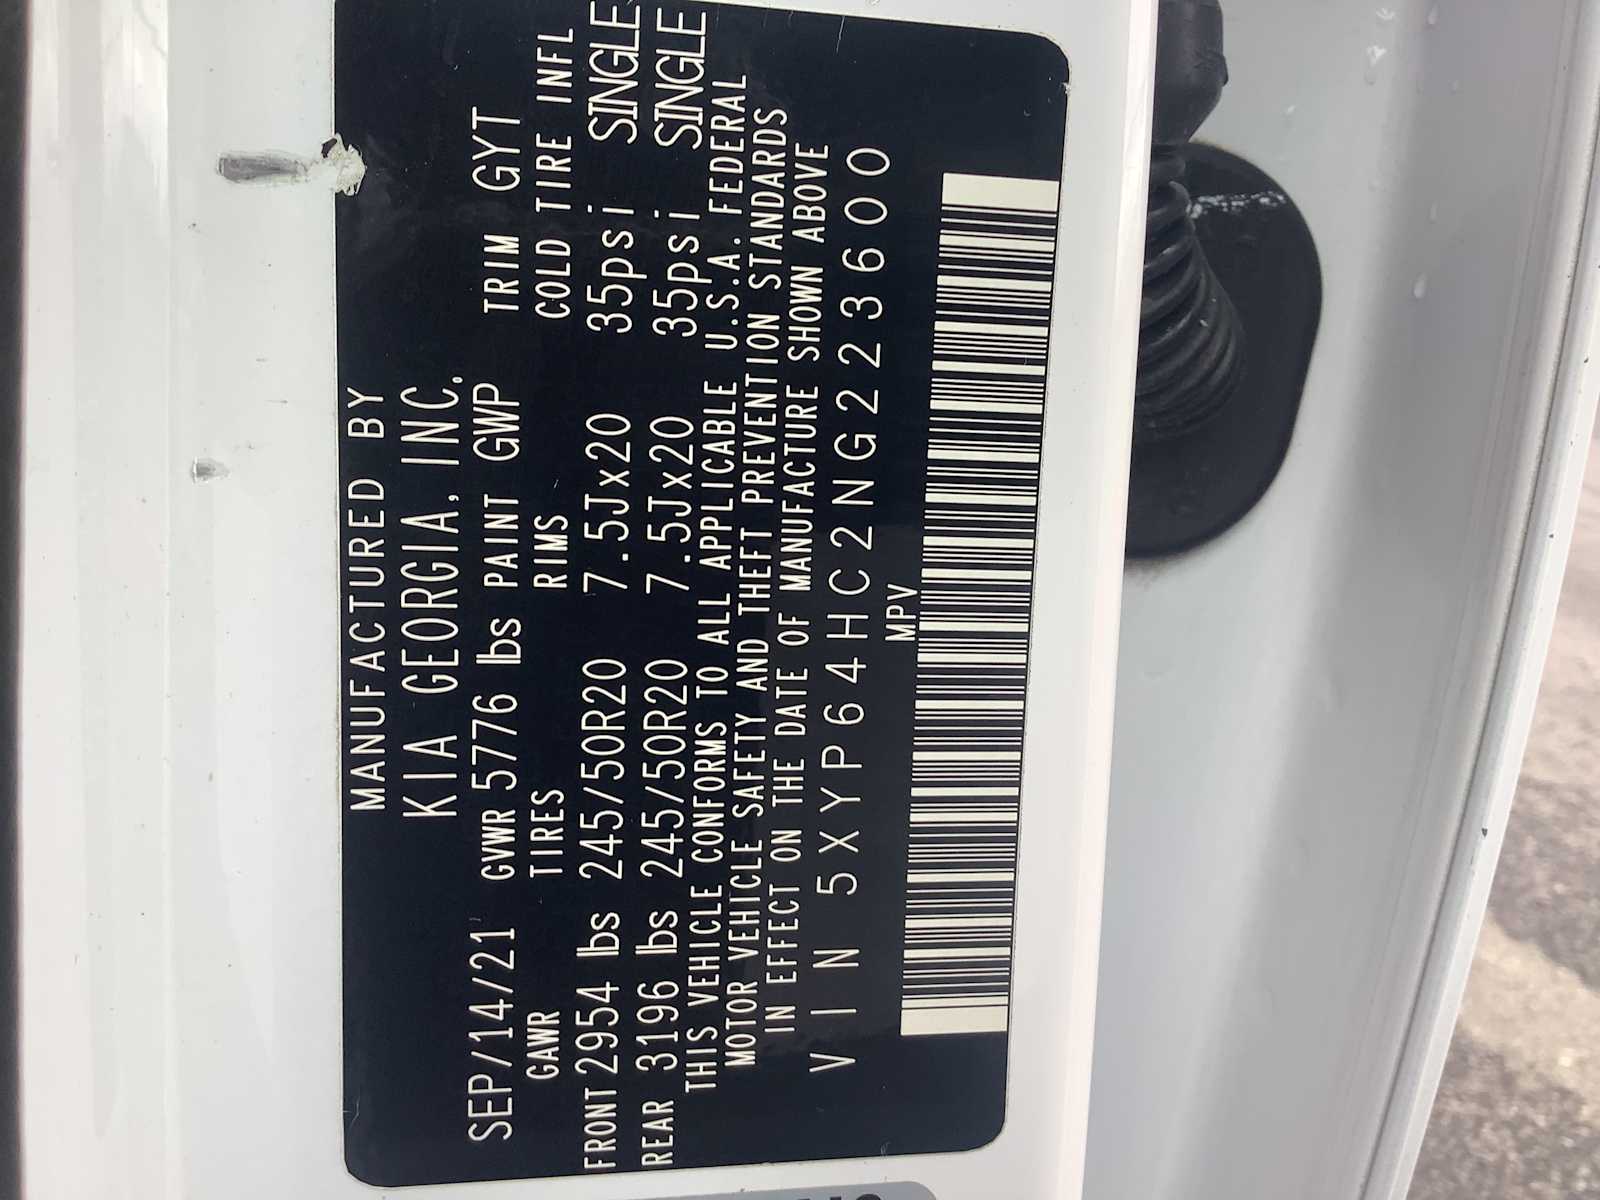 MANUFACTURED BY
KIA GEORGIA, INC.
SEP/14/21 GVWR 5776 lbs PAINT GWP TRIM GYT
GAWR TIRES RIMS COLD TIRE INFL
FRONT 2954 lbs 245/50R20 7.5Jx20 35psi SINGLE
REAR 3196 lbs 245/50R20 7.5Jx20 35psi SINGLE
THIS VEHICLE CONFORMS TO ALL APPLICABLE U.S.A. FEDERAL
MOTOR VEHICLE SAFETY AND THEFT PREVENTION STANDARDS
IN EFFECT ON THE DATE OF MANUFACTURE SHOWN ABOVE
VIN 5XYP64HC2NG223600
MPV